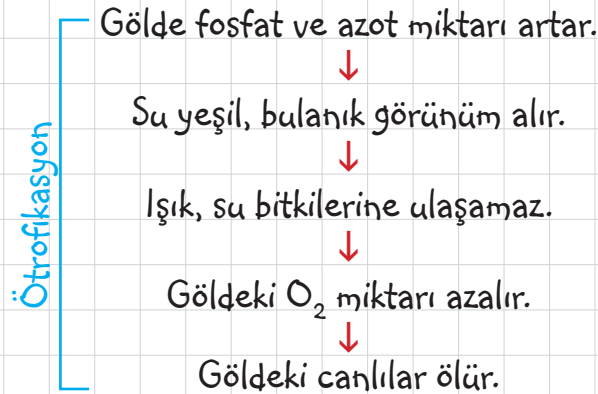 Gölde fosfat ve azot miktarı artar.
Su yeşil, bulanık görünüm alır.
Işık, su bitkilerine ulaşamaz.
Göldeki O₂ miktarı azalır.
Göldeki canlılar ölür.
Ötrofikasyon